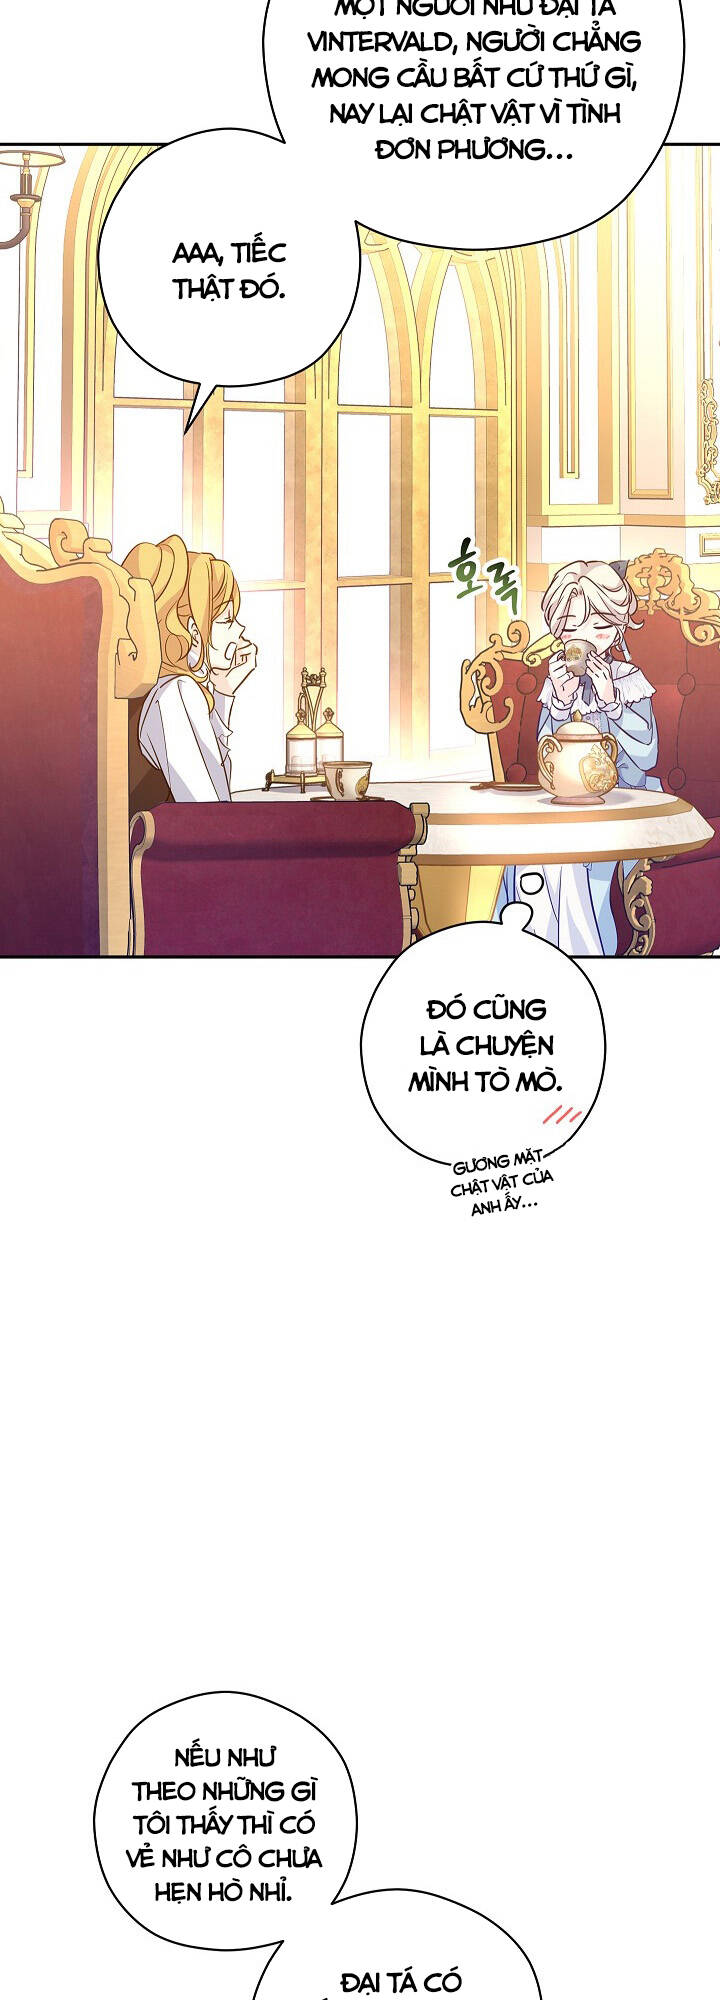 MỘT NGƯỜI NHƯ ĐẠI TÁ
VINTERVALD, NGƯỜI CHẲNG
MONG CẦU BẤT CỨ THỨ GÌ,
NAY LẠI CHẬT VẬT VÌ TÌNH
ĐƠN PHƯƠNG...
AAA, TIẾC
THẬT ĐÓ.
호록
ĐÓ CŨNG
LÀ CHUYỆN
MÌNH TÒ MÒ.
GƯƠNG MẶT
CHẬT VẬT CỦA
ANH ẤY...
NẾU NHƯ
THEO NHỮNG GÌ
TÔI THẤY THÌ CÓ
VẺ NHƯ CÔ CHƯA
HẸN HÒ NHỈ.
ĐẠI TÁ CÓ